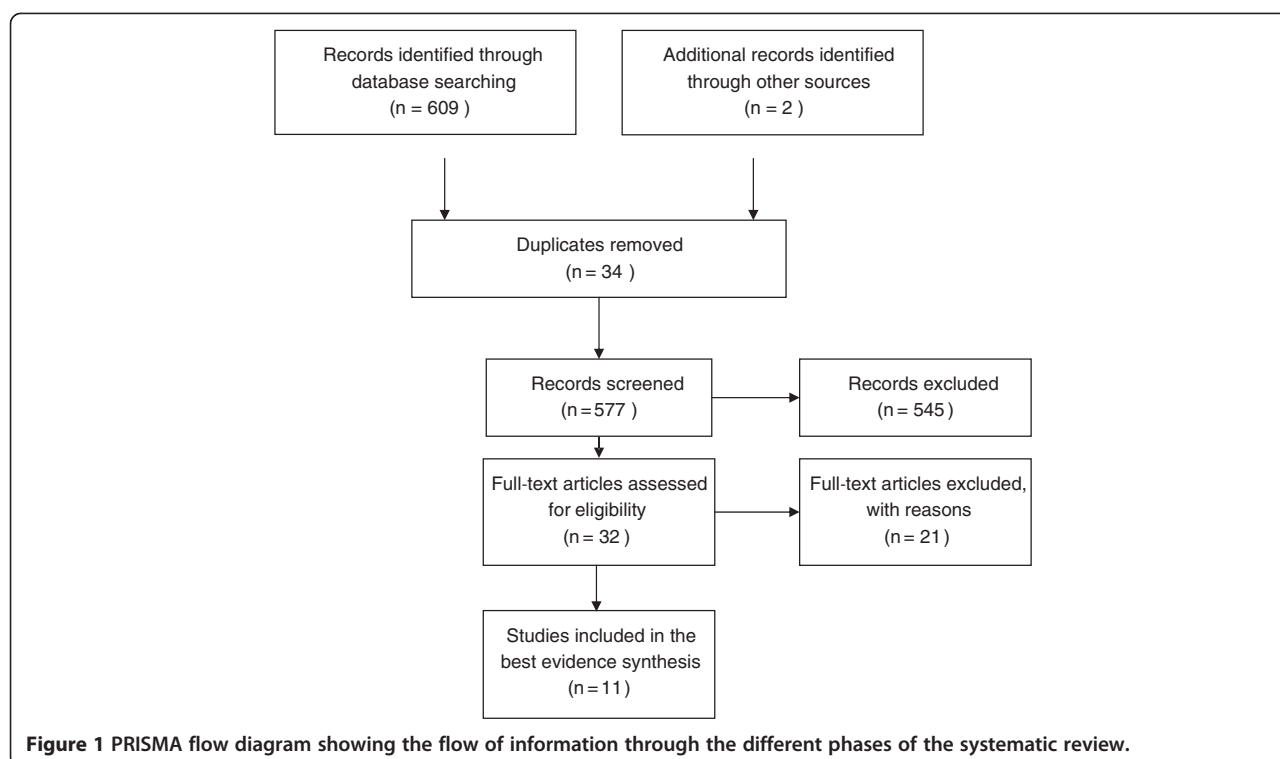 Records identified through
database searching
(n = 609 )
Additional records identified
through other sources
(n = 2 )
Duplicates removed
(n = 34 )
Records screened
(n = 577 )
Records excluded
(n = 545 )
Full-text articles assessed
for eligibility
(n = 32 )
Full-text articles excluded,
with reasons
(n = 21 )
Studies included in the
best evidence synthesis
(n = 11 )
Figure 1 PRISMA flow diagram showing the flow of information through the different phases of the systematic review.